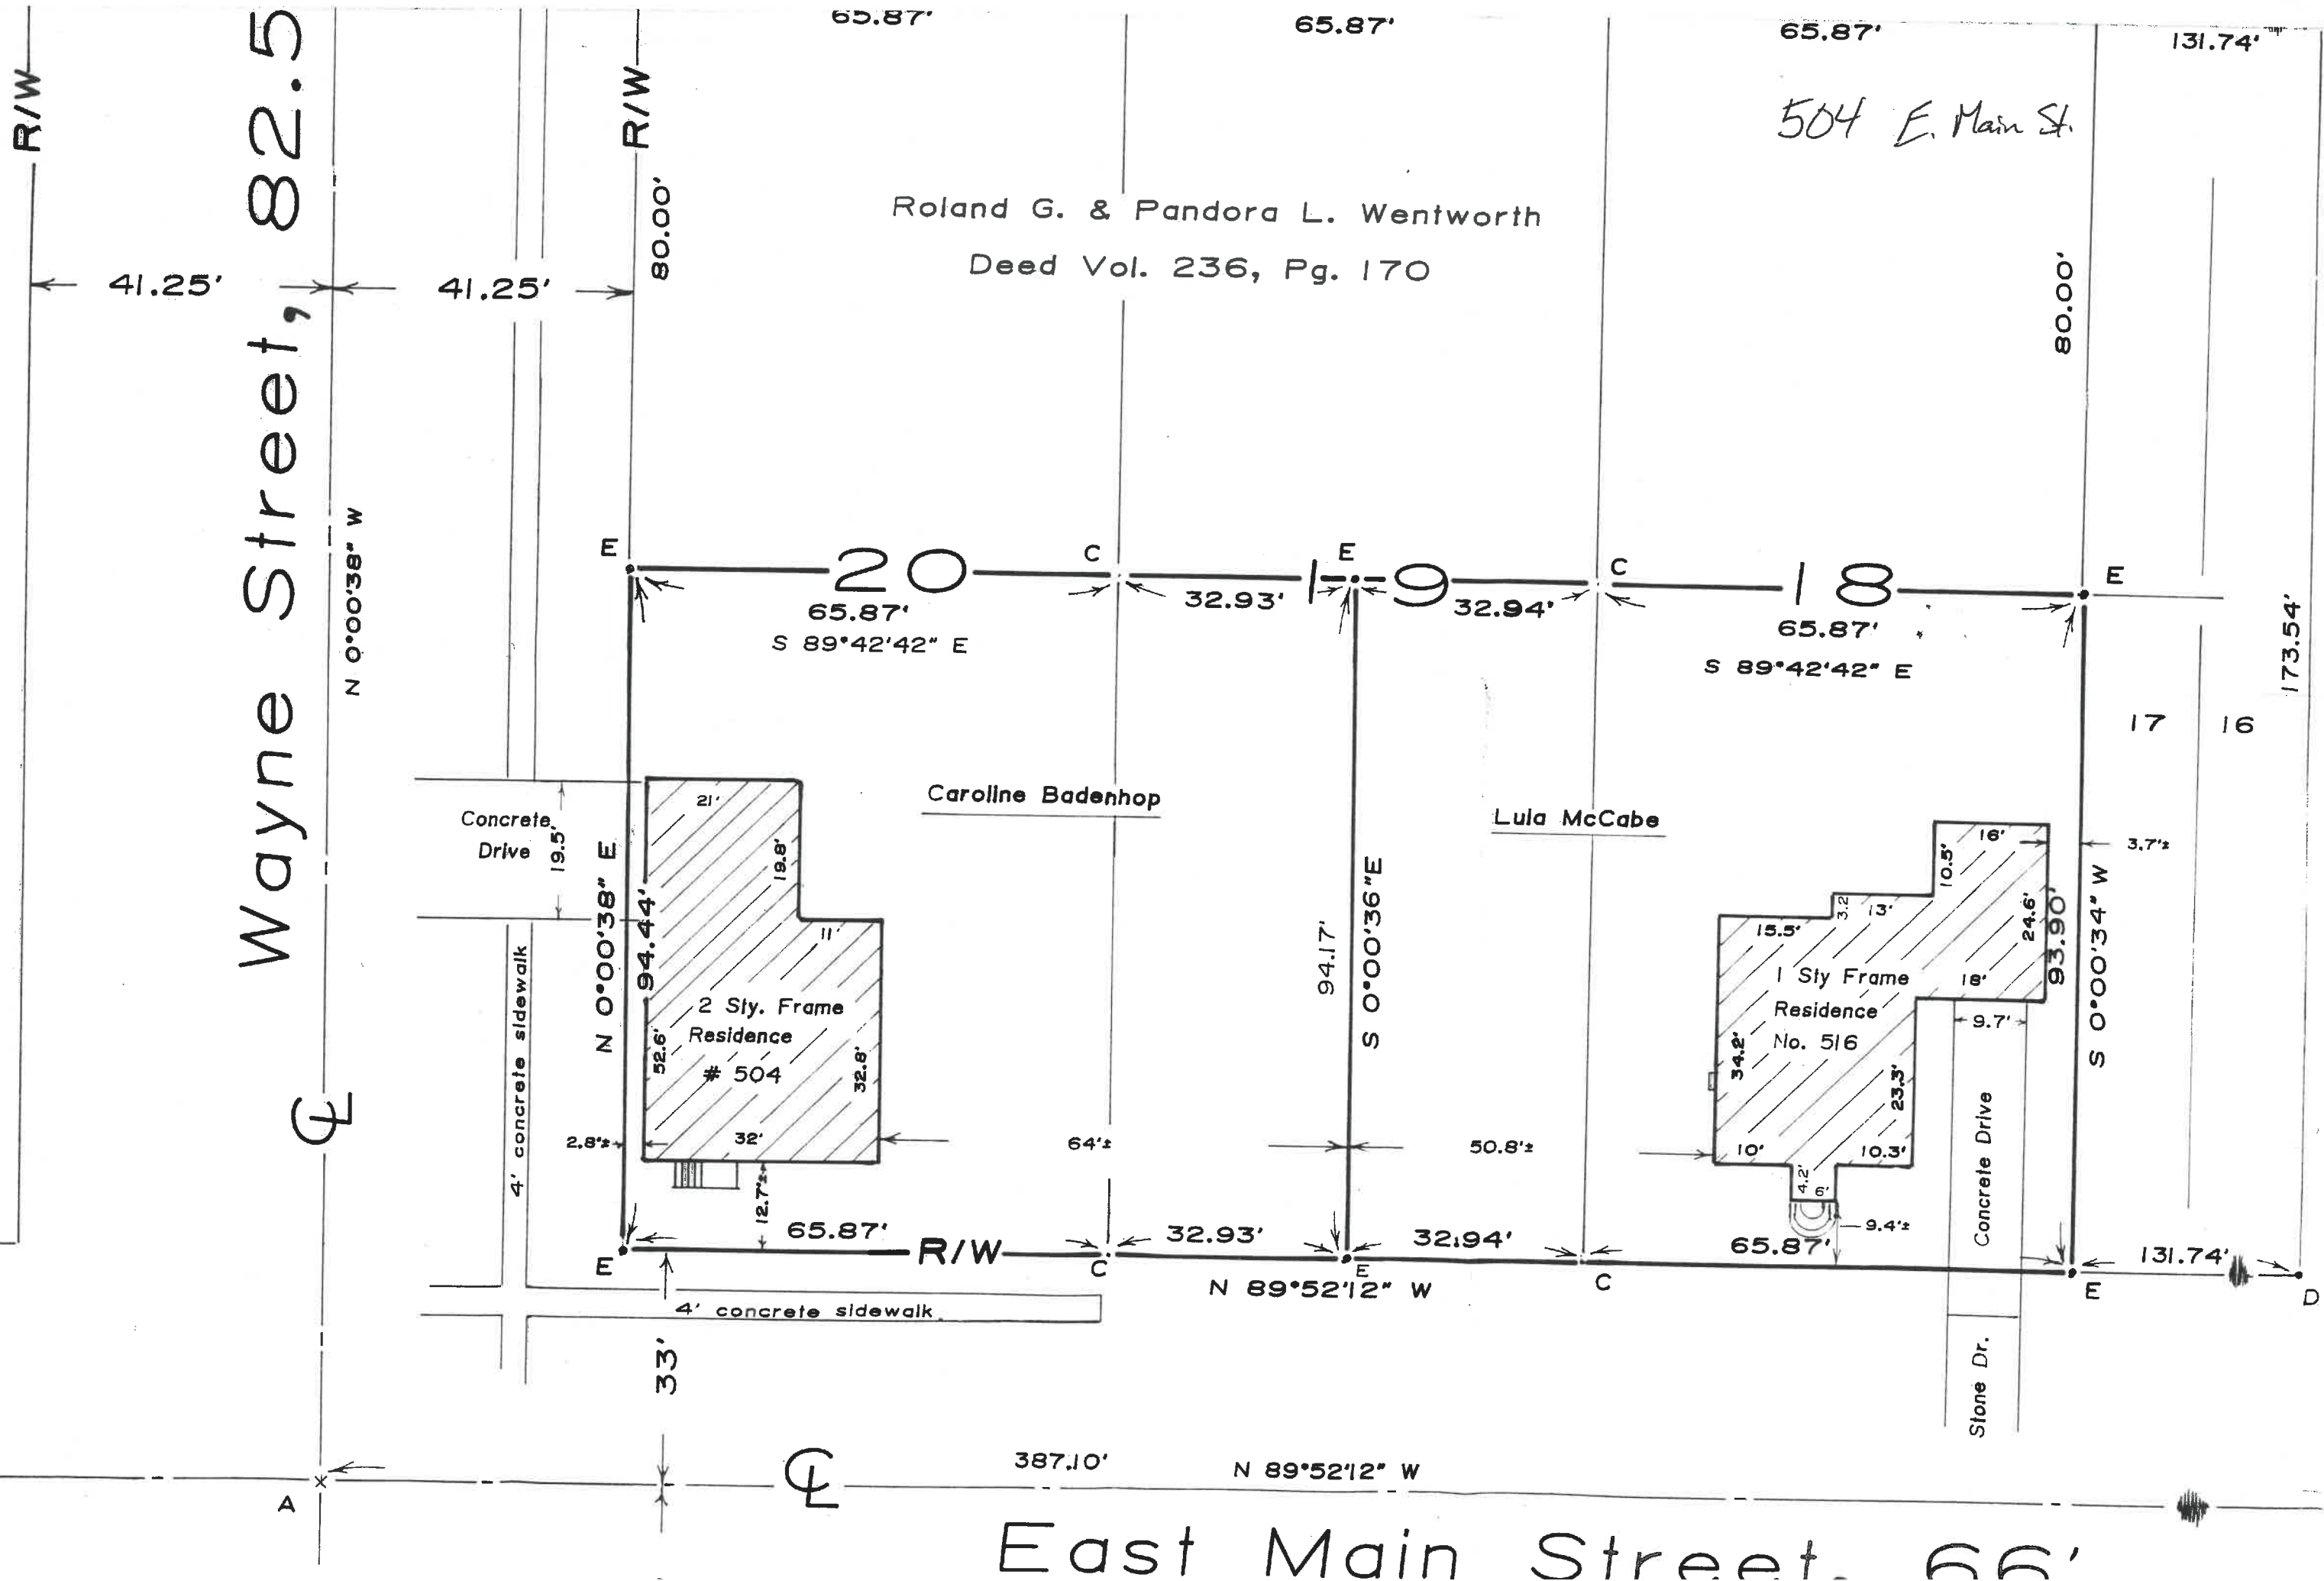 65.87'
65.87'
65.87'
131.74'
R/W
Wayne Street, 82.5
R/W
504 E. Main St.
80.00'
80.00'
Roland G. & Pandora L. Wentworth
Deed Vol. 236, Pg. 170
41.25'
41.25'
N 0°00'38" W
E
20
C
E
19
C
18
E
65.87'
32.93'
32.94'
65.87'
S 89°42'42" E
S 89°42'42" E
173.54'
17
16
Concrete
Drive
19.5'
21'
19.8'
11'
Caroline Badenhop
Lula McCabe
16'
10.5'
3.7'±
3.2
13'
15.5'
24.6'
93.90'
S 0°00'34" W
N 0°00'38" E
94.44'
94.17'
S 0°00'36"E
2 Sty. Frame
Residence
# 504
52.6'
32.8'
1 Sty Frame
Residence
No. 516
18'
9.7'
34.2'
23.3'
4' concrete sidewalk
2.8'±
32'
64'±
50.8'±
10'
10.3'
4.2'
6'
9.4'±
Concrete Drive
12.7'±
65.87'
R/W
32.93'
32.94'
65.87'
131.74'
E
C
E
C
E
D
N 89°52'12" W
4' concrete sidewalk
33'
Stone Dr.
℄
℄
387.10'
N 89°52'12" W
A
East Main Street, 66'